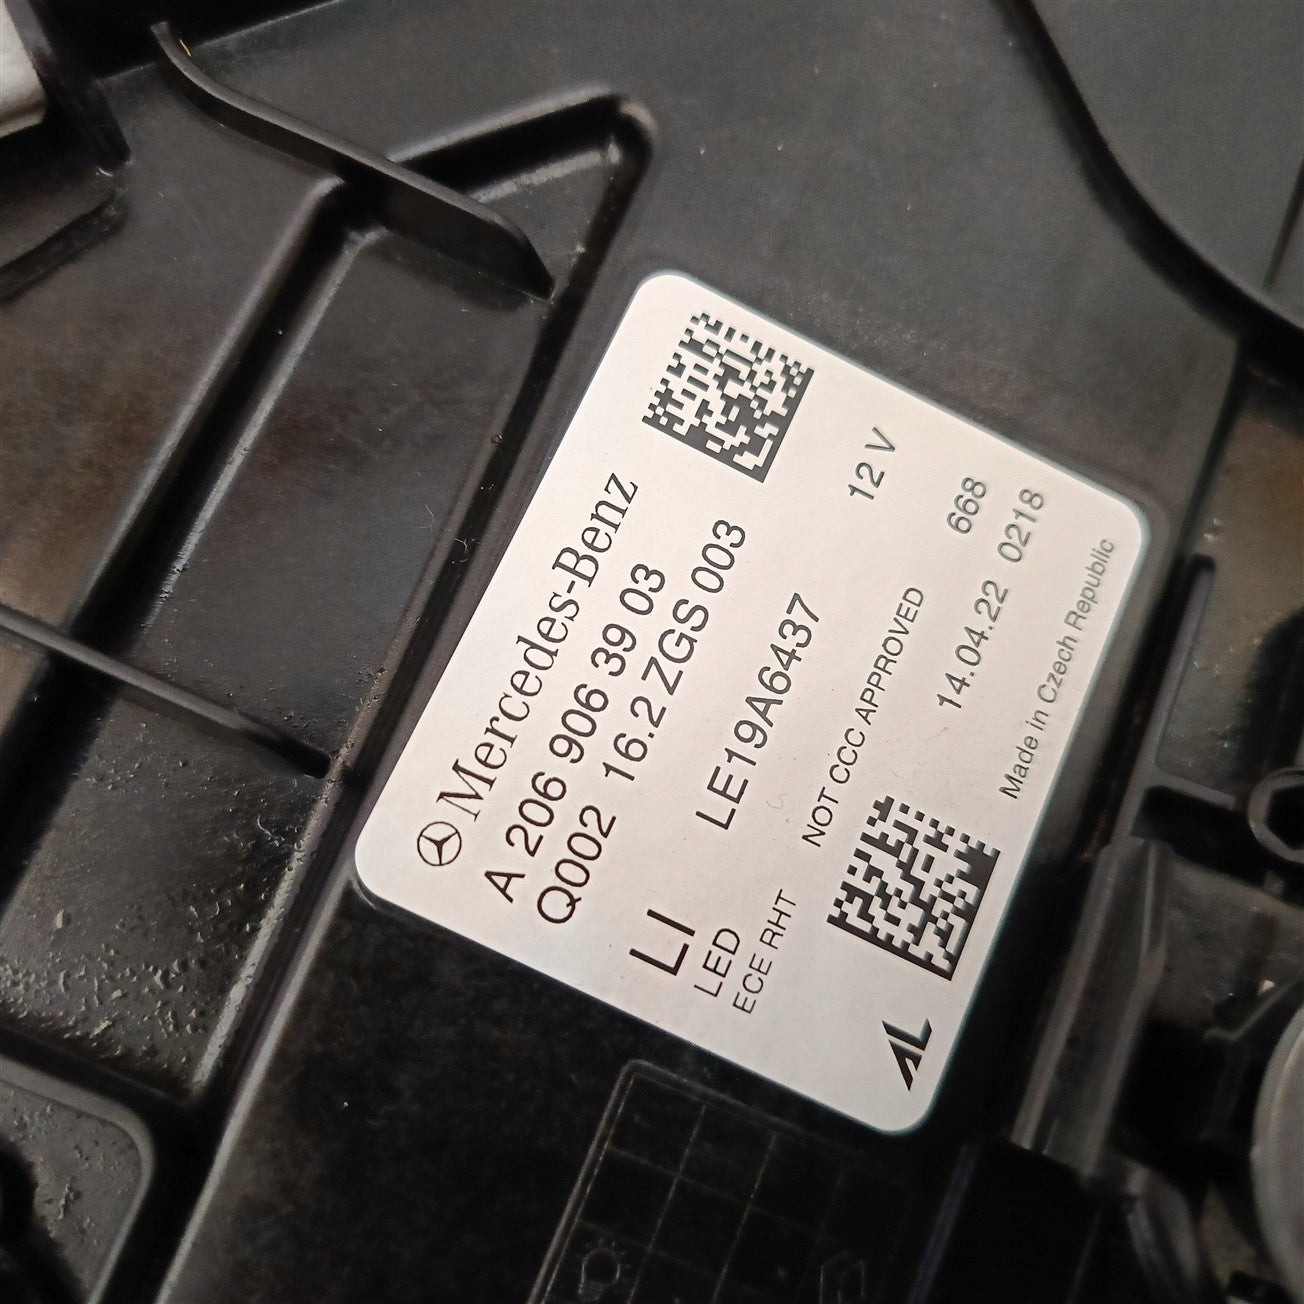 Mercedes-Benz
A 206 906 39 03
Q002 16.2 ZGS 003
LI
LE19A6437
12 V
LED
ECE RHT
NOT CCC APPROVED
668
14.04.22 0218
AL
Made in Czech Republic